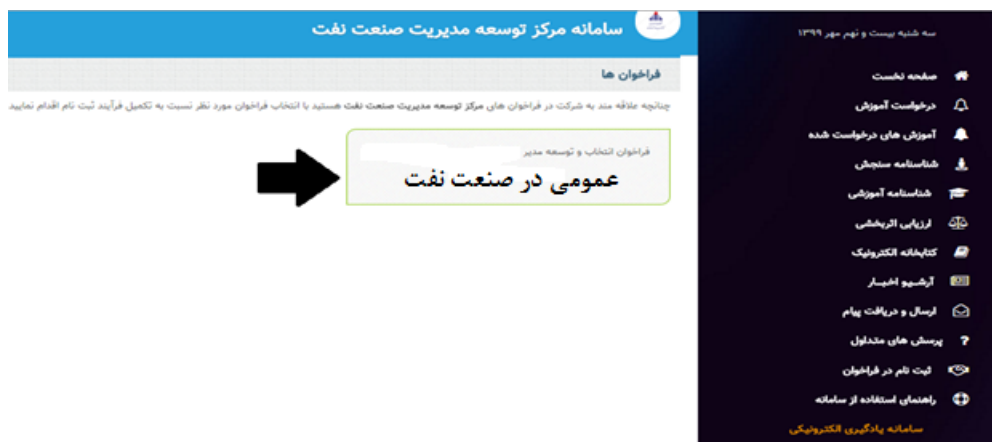 سامانه مرکز توسعه مدیریت صنعت نفت
سه شنبه بیست و نهم مهر ۱۳۹۹
فراخوان ها
چنانچه علاقه مند به شرکت در فراخوان های مرکز توسعه مدیریت صنعت نفت هستید با انتخاب فراخوان مورد نظر نسبت به تکمیل فرآیند ثبت نام اقدام نمایید
فراخوان انتخاب و توسعه مدیر
عمومی در صنعت نفت
صفحه نخست
درخواست آموزش
آموزش های درخواست شده
شناسنامه سنجش
شناسنامه آموزشی
ارزیابی اثربخشی
کتابخانه الکترونیک
آرشیو اخبار
ارسال و دریافت پیام
پرسش های متداول
ثبت نام در فراخوان
راهنمای استفاده از سامانه
سامانه یادگیری الکترونیکی